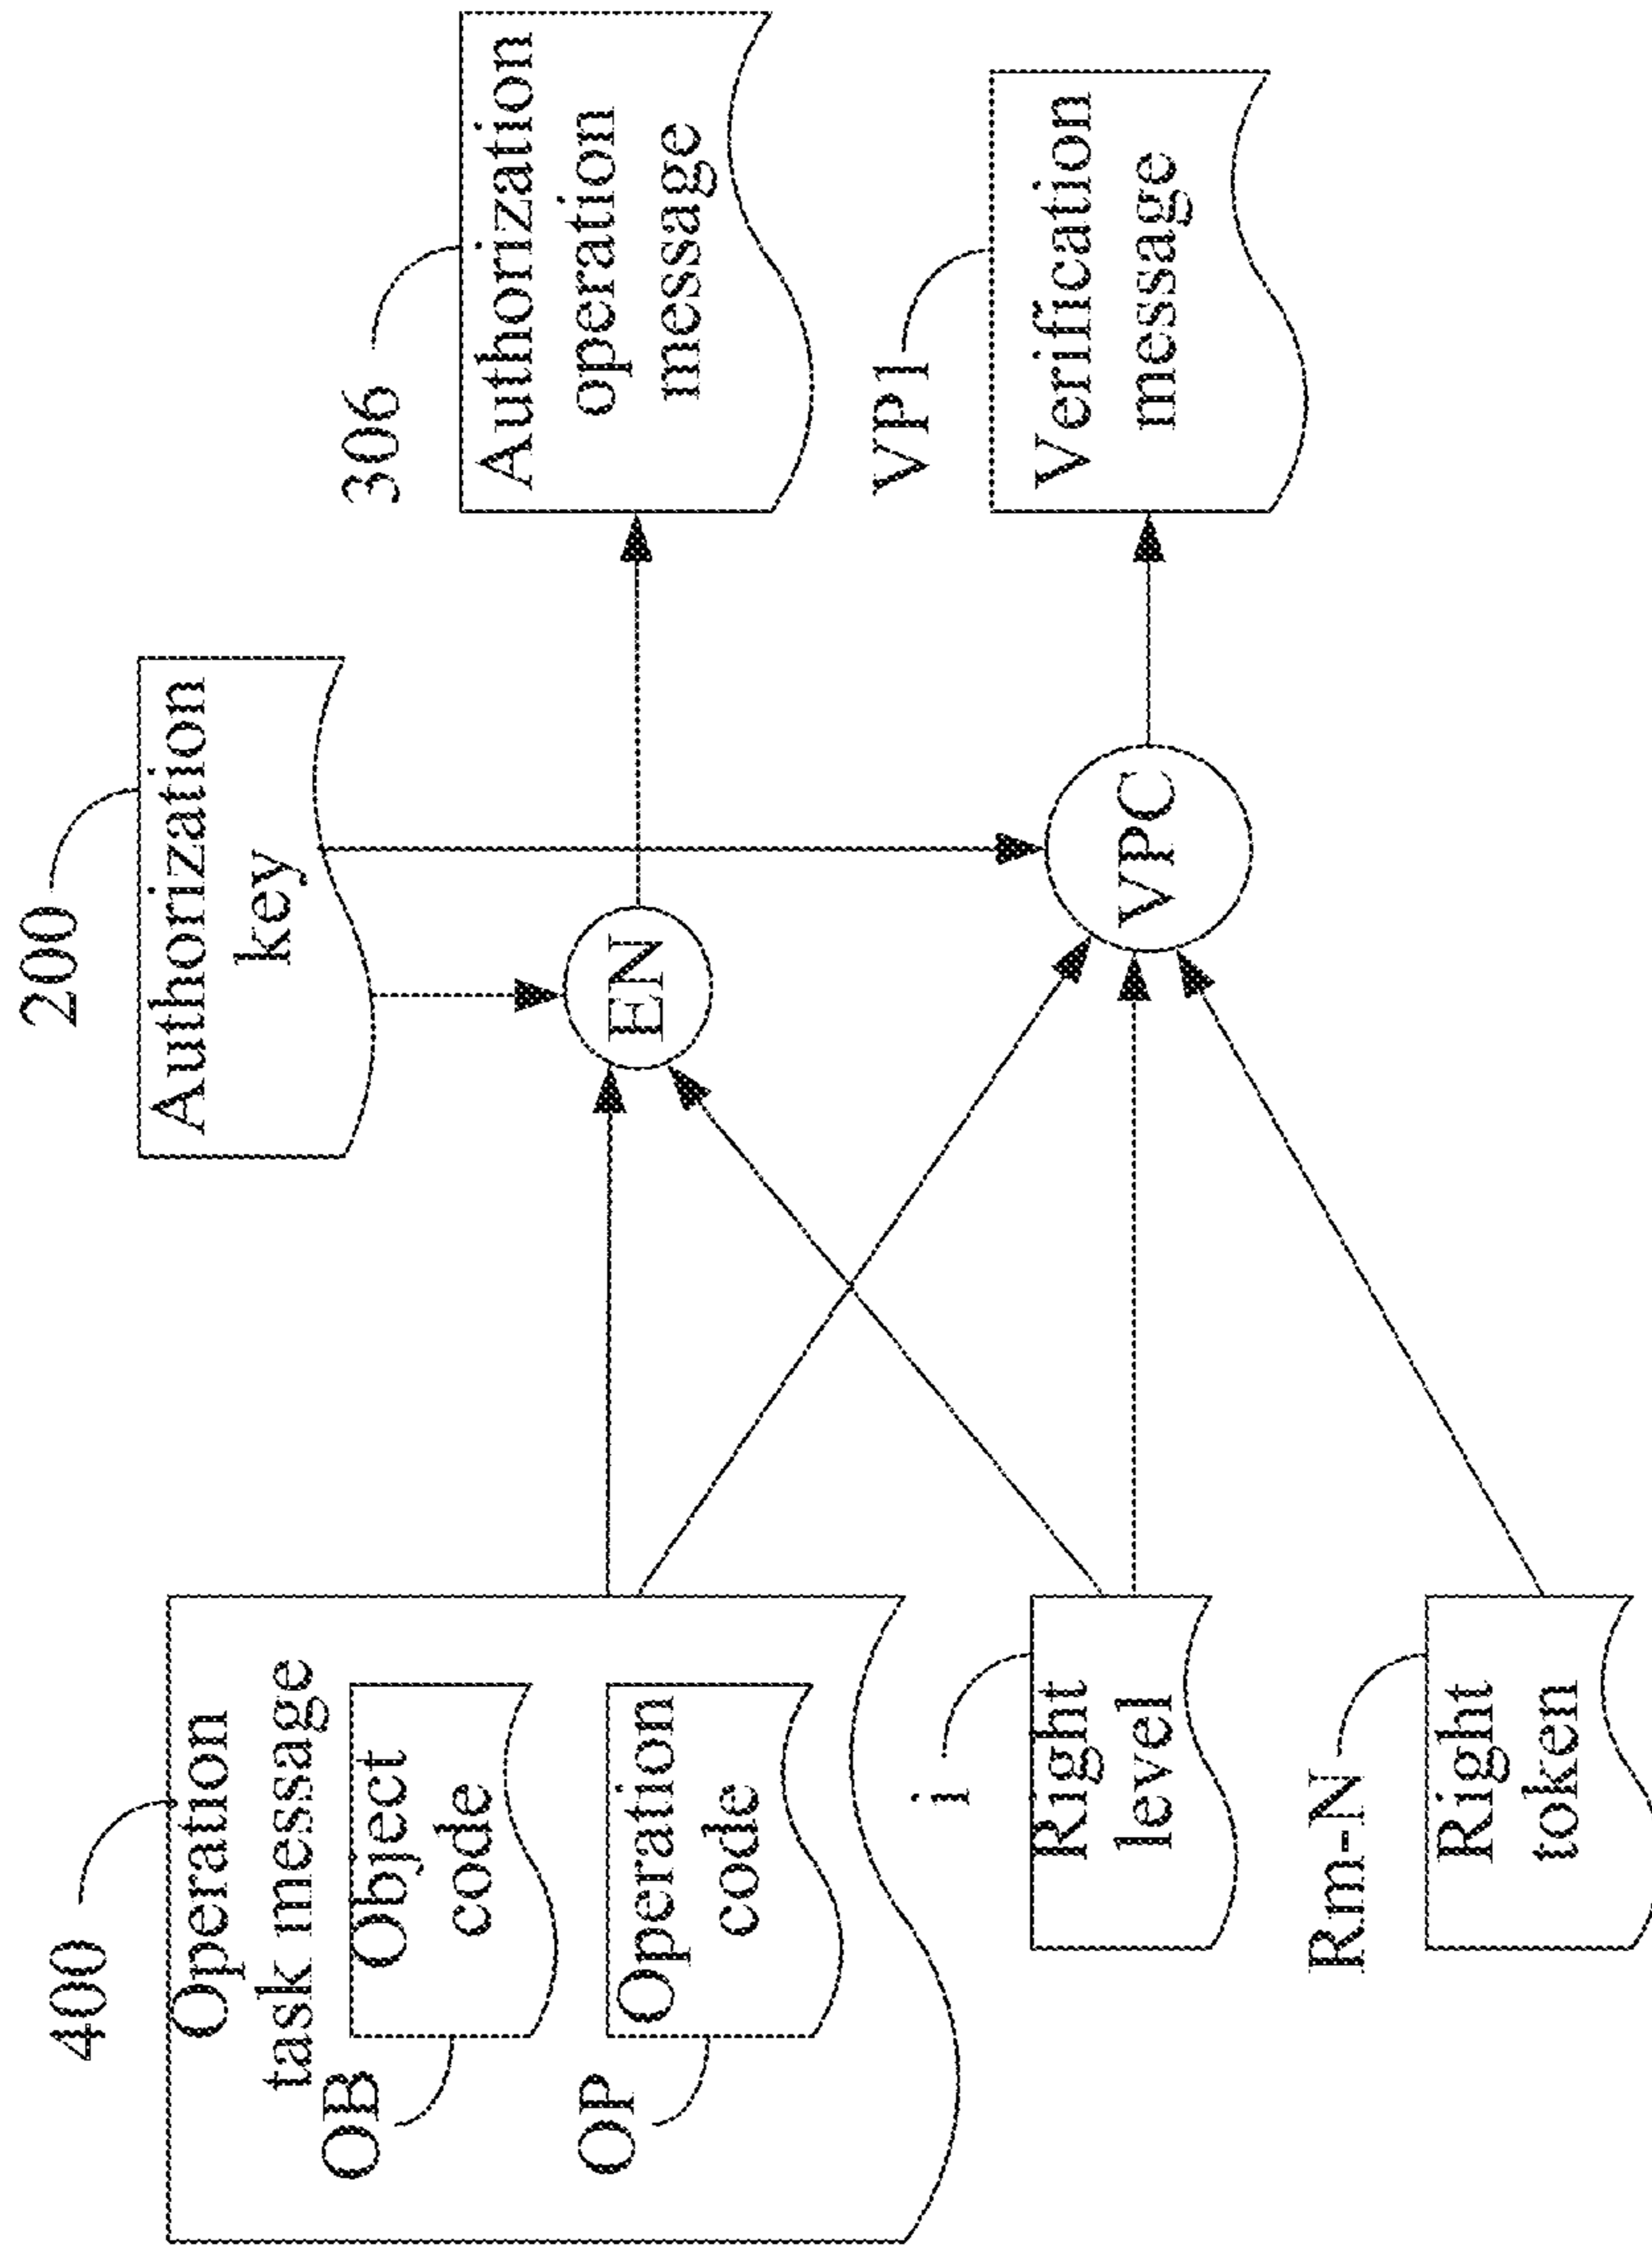 400
Operation
task message
OB
Object
code
OP
Operation
code
i
Right
level
Rm-N
Right
token
200
Authorization
key
EN
VPC
306
Authorization
operation
message
VP1
Verification
message